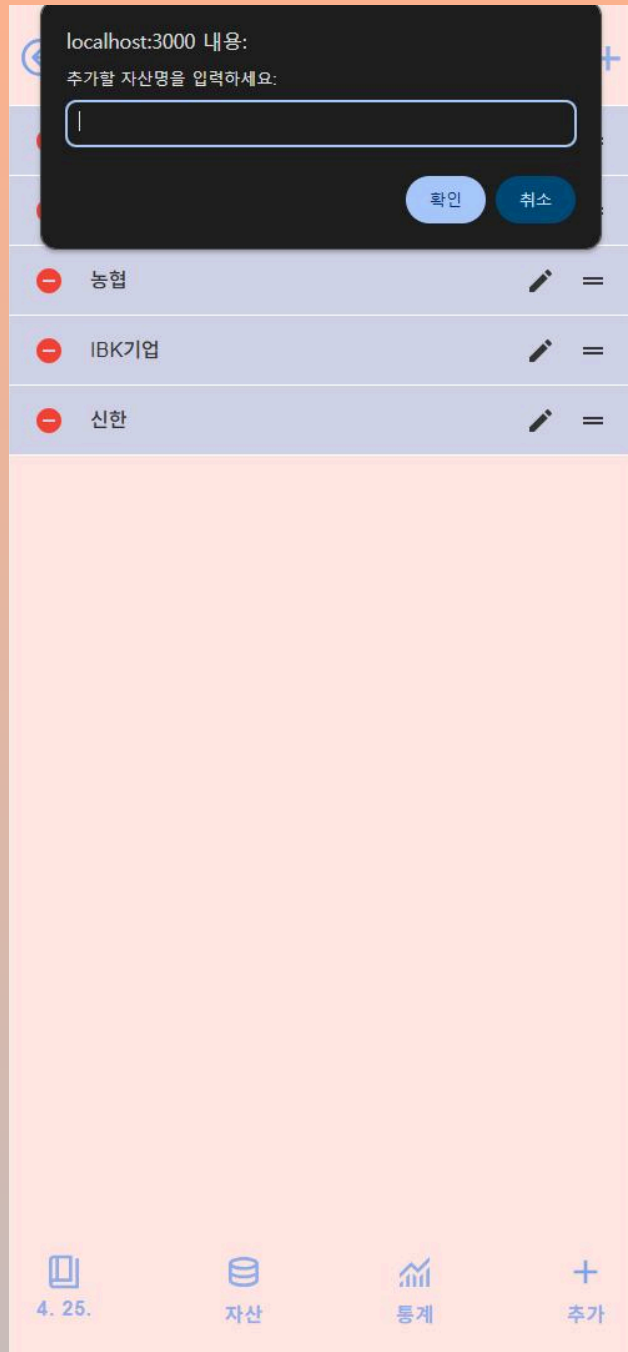 localhost:3000 내용:
추가할 자산명을 입력하세요:
확인
취소
농협
IBK기업
신한
4. 25.
자산
통계
추가